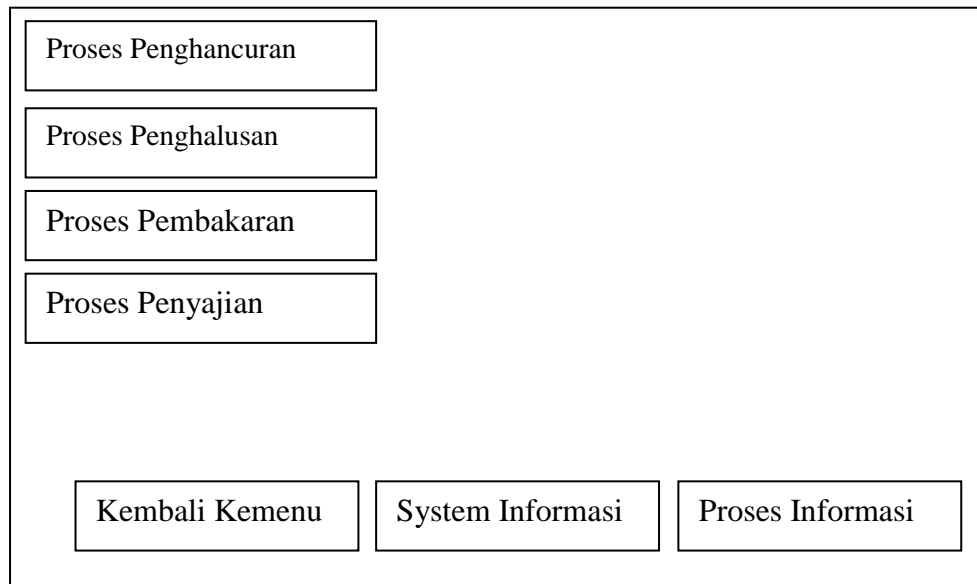 Proses Penghancuran
Proses Penghalusan
Proses Pembakaran
Proses Penyajian
Kembali Kemenu
System Informasi
Proses Informasi